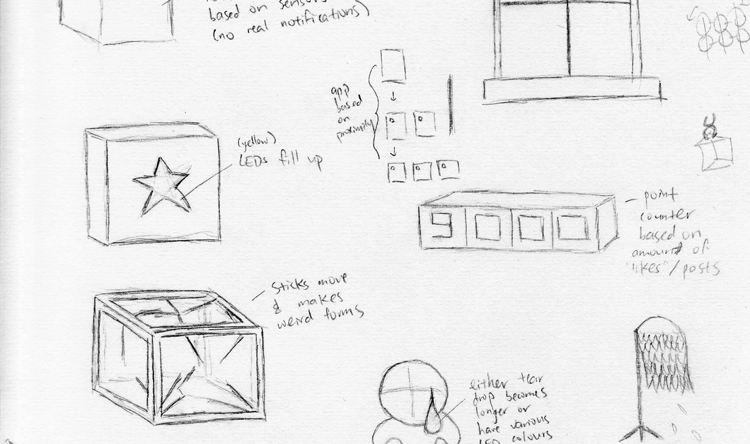 based on sensors
(no real notifications)
app
based
on
proximity
(yellow)
LEDs fill up
9000
point
counter
based on
amount of
"likes"/posts
Sticks move
& makes
weird forms
either tear
drop becomes
longer or
have various
LED colours